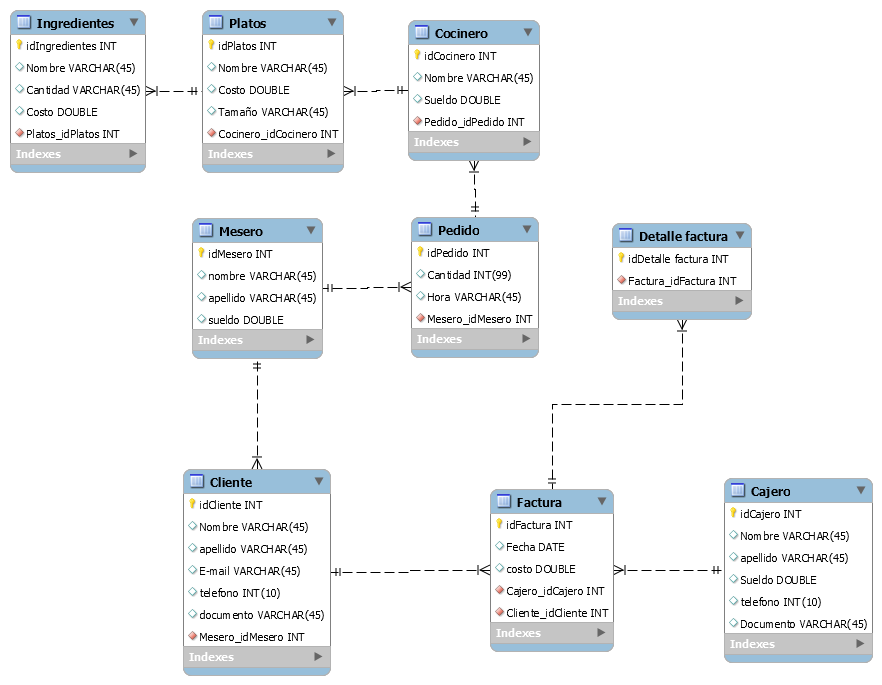 Ingredientes
idIngredientes INT
Nombre VARCHAR(45)
Cantidad VARCHAR(45)
Costo DOUBLE
Platos_idPlatos INT
Indexes
Platos
idPlatos INT
Nombre VARCHAR(45)
Costo DOUBLE
Tamaño VARCHAR(45)
Cocinero_idCocinero INT
Indexes
Cocinero
idCocinero INT
Nombre VARCHAR(45)
Sueldo DOUBLE
Pedido_idPedido INT
Indexes
Mesero
idMesero INT
nombre VARCHAR(45)
apellido VARCHAR(45)
sueldo DOUBLE
Indexes
Pedido
idPedido INT
Cantidad INT(99)
Hora VARCHAR(45)
Mesero_idMesero INT
Indexes
Detalle factura
idDetalle factura INT
Factura_idFactura INT
Indexes
Cliente
idCliente INT
Nombre VARCHAR(45)
apellido VARCHAR(45)
E-mail VARCHAR(45)
telefono INT(10)
documento VARCHAR(45)
Mesero_idMesero INT
Indexes
Factura
idFactura INT
Fecha DATE
costo DOUBLE
Cajero_idCajero INT
Cliente_idCliente INT
Indexes
Cajero
idCajero INT
Nombre VARCHAR(45)
apellido VARCHAR(45)
Sueldo DOUBLE
telefono INT(10)
Documento VARCHAR(45)
Indexes